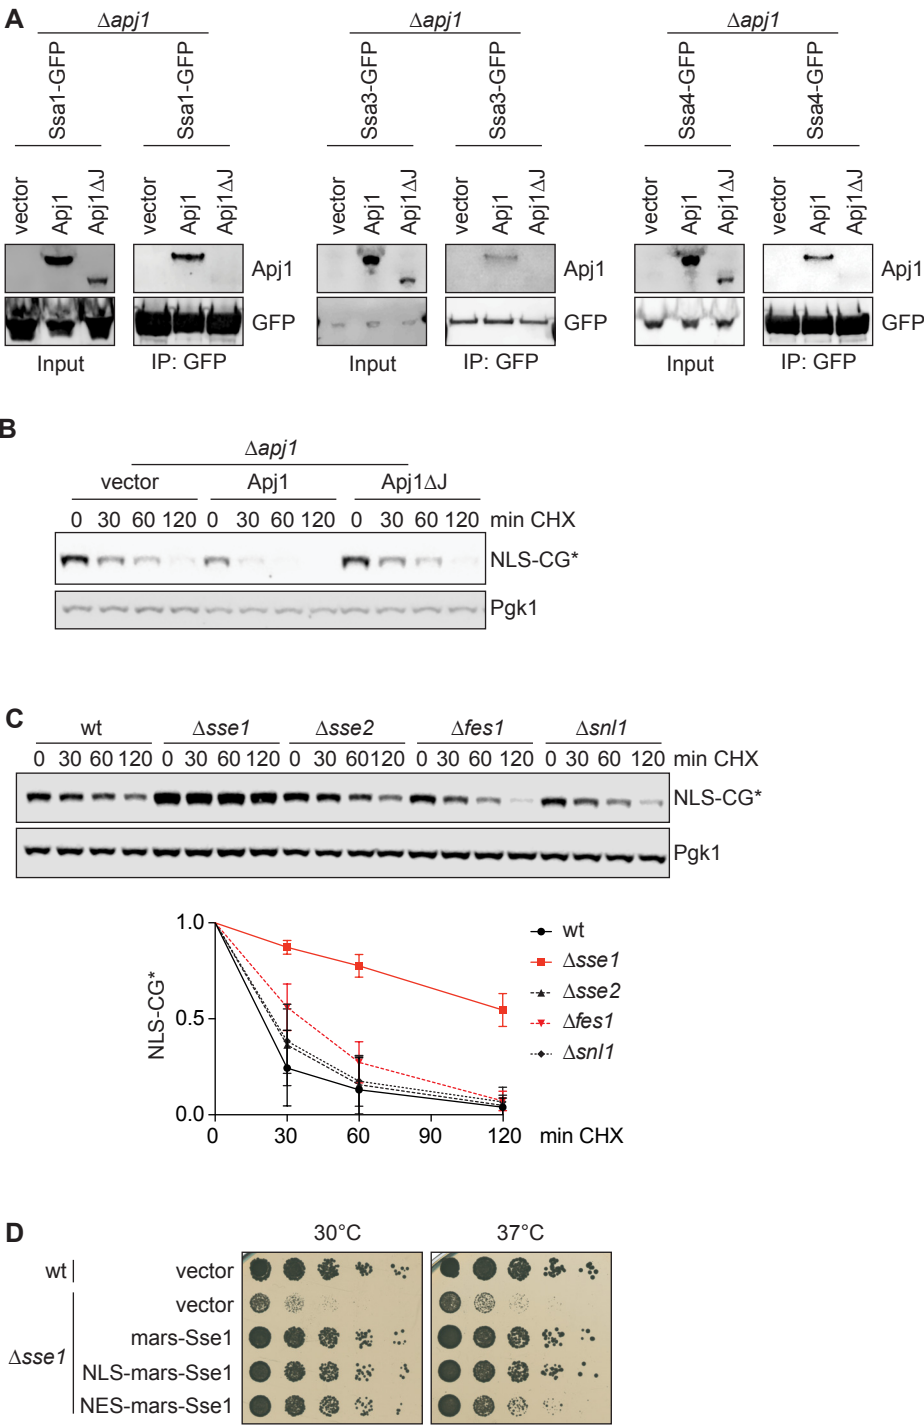 A
Δapj1 Δapj1 Δapj1
Ssa1-GFP Ssa1-GFP Ssa3-GFP Ssa3-GFP Ssa4-GFP Ssa4-GFP
vector Apj1 Apj1ΔJ vector Apj1 Apj1ΔJ vector Apj1 Apj1ΔJ vector Apj1 Apj1ΔJ vector Apj1 Apj1ΔJ vector Apj1 Apj1ΔJ
Apj1 Apj1 Apj1
GFP GFP GFP
Input IP: GFP Input IP: GFP Input IP: GFP
B
Δapj1
vector Apj1 Apj1ΔJ
0 30 60 120 0 30 60 120 0 30 60 120 min CHX
NLS-CG*
Pgk1
C
wt Δsse1 Δsse2 Δfes1 Δsnl1
0 30 60 120 0 30 60 120 0 30 60 120 0 30 60 120 0 30 60 120 min CHX
NLS-CG*
Pgk1
1.0
0.5
0.0
NLS-CG*
0 30 60 90 120 min CHX
wt
Δsse1
Δsse2
Δfes1
Δsnl1
D
30°C 37°C
wt vector
Δsse1
vector
mars-Sse1
NLS-mars-Sse1
NES-mars-Sse1